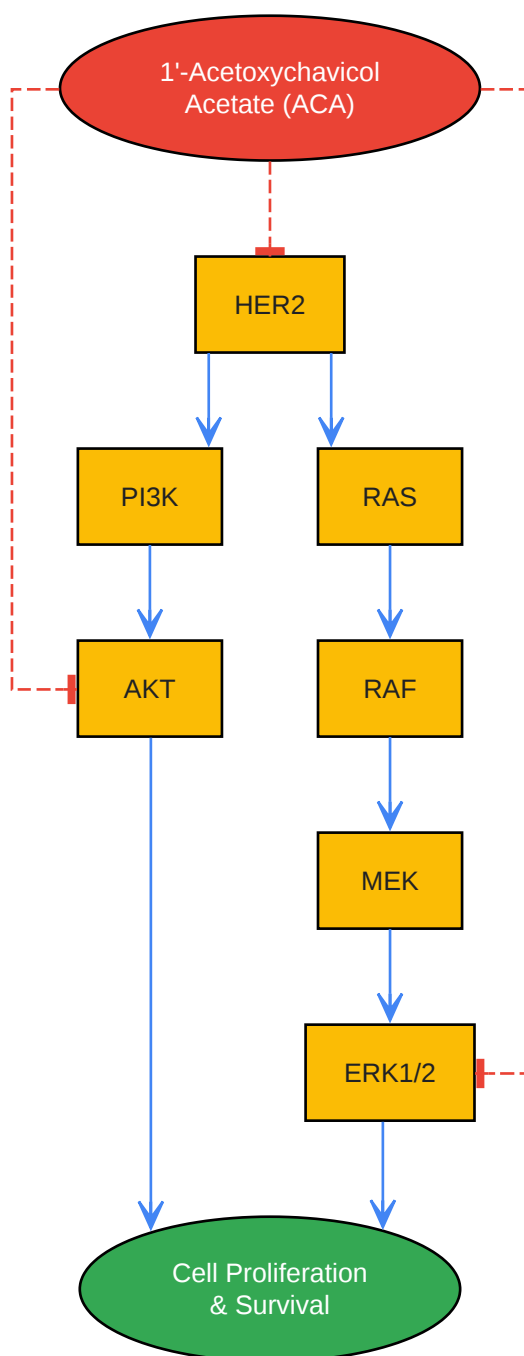 1'-Acetoxychavicol
Acetate (ACA)
HER2
PI3K
RAS
AKT
RAF
MEK
ERK1/2
Cell Proliferation
& Survival